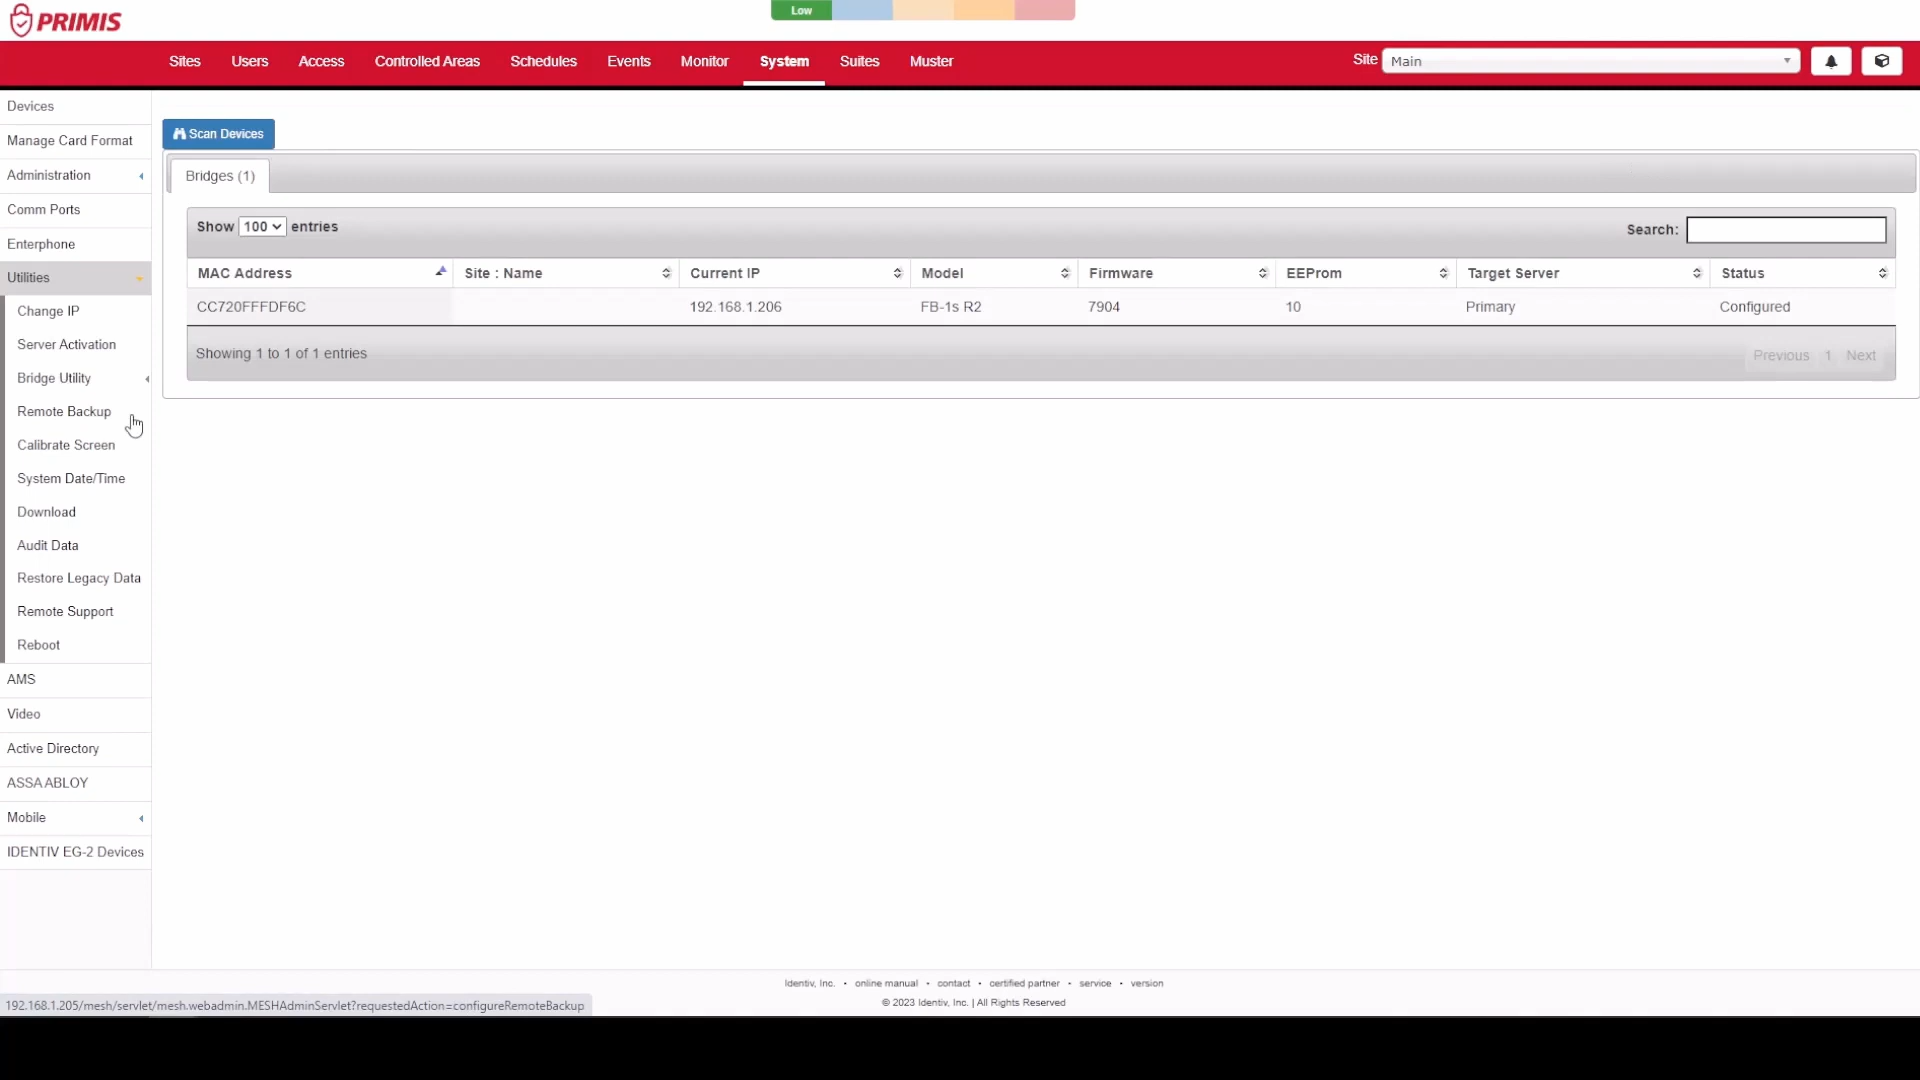 PRIMIS
Low
Sites Users Access Controlled Areas Schedules Events Monitor System Suites Muster Site Main
Devices
Manage Card Format
Administration
Comm Ports
Enterphone
Utilities
Change IP
Server Activation
Bridge Utility
Remote Backup
Calibrate Screen
System Date/Time
Download
Audit Data
Restore Legacy Data
Remote Support
Reboot
AMS
Video
Active Directory
ASSA ABLOY
Mobile
IDENTIV EG-2 Devices
Scan Devices
Bridges (1)
Show 100 entries Search:
MAC Address Site : Name Current IP Model Firmware EEProm Target Server Status
CC720FFFDF6C 192.168.1.206 FB-1s R2 7904 10 Primary Configured
Showing 1 to 1 of 1 entries Previous 1 Next
Identiv, Inc. • online manual • contact • certified partner • service • version
© 2023 Identiv, Inc. | All Rights Reserved
192.168.1.205/mesh/servlet/mesh.webadmin.MESHAdminServlet?requestedAction=configureRemoteBackup